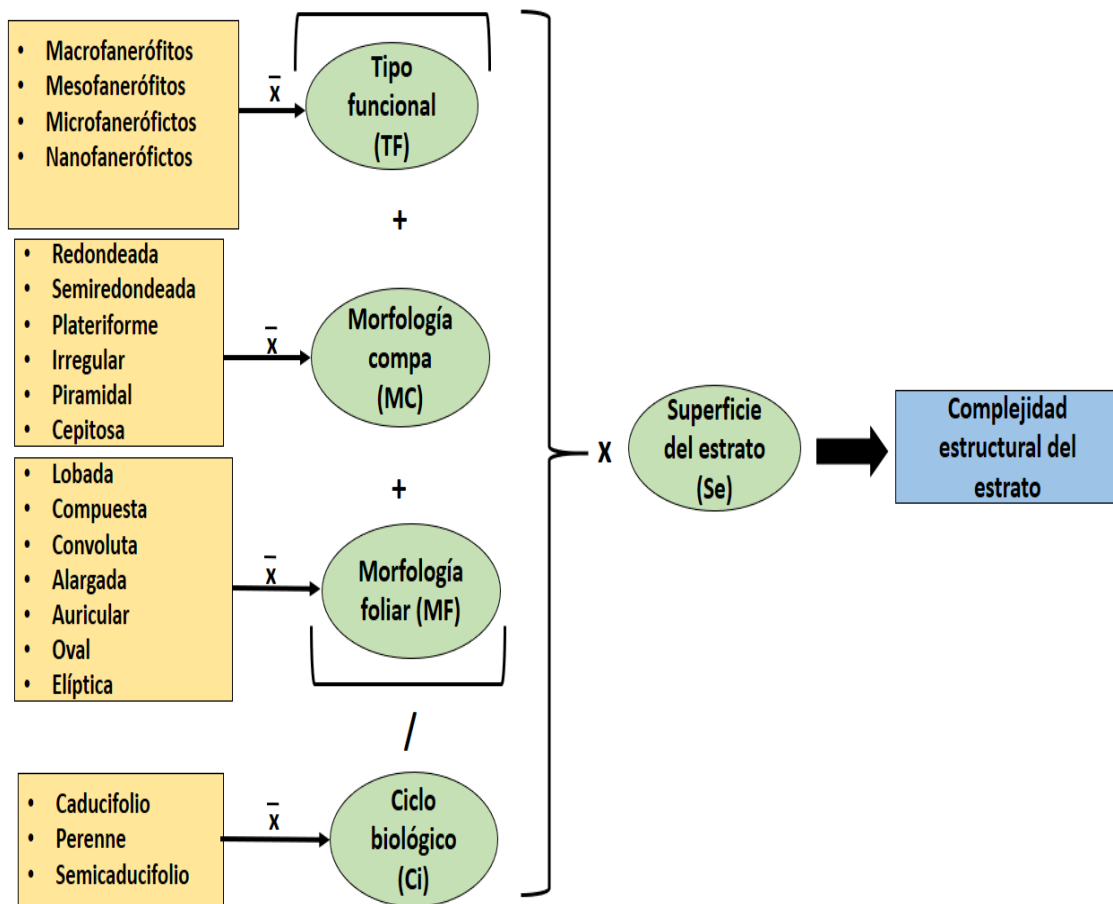 • Macrofanerófitos
• Mesofanerófitos
• Microfanerófictos
• Nanofanerófictos
x̄
Tipo
funcional
(TF)
+
• Redondeada
• Semiredondeada
• Plateriforme
• Irregular
• Piramidal
• Cepitosa
x̄
Morfología
compa
(MC)
+
• Lobada
• Compuesta
• Convoluta
• Alargada
• Auricular
• Oval
• Elíptica
x̄
Morfología
foliar (MF)
/
• Caducifolio
• Perenne
• Semicaducifolio
x̄
Ciclo
biológico
(Ci)
x
Superficie
del estrato
(Se)
Complejidad
estructural del
estrato